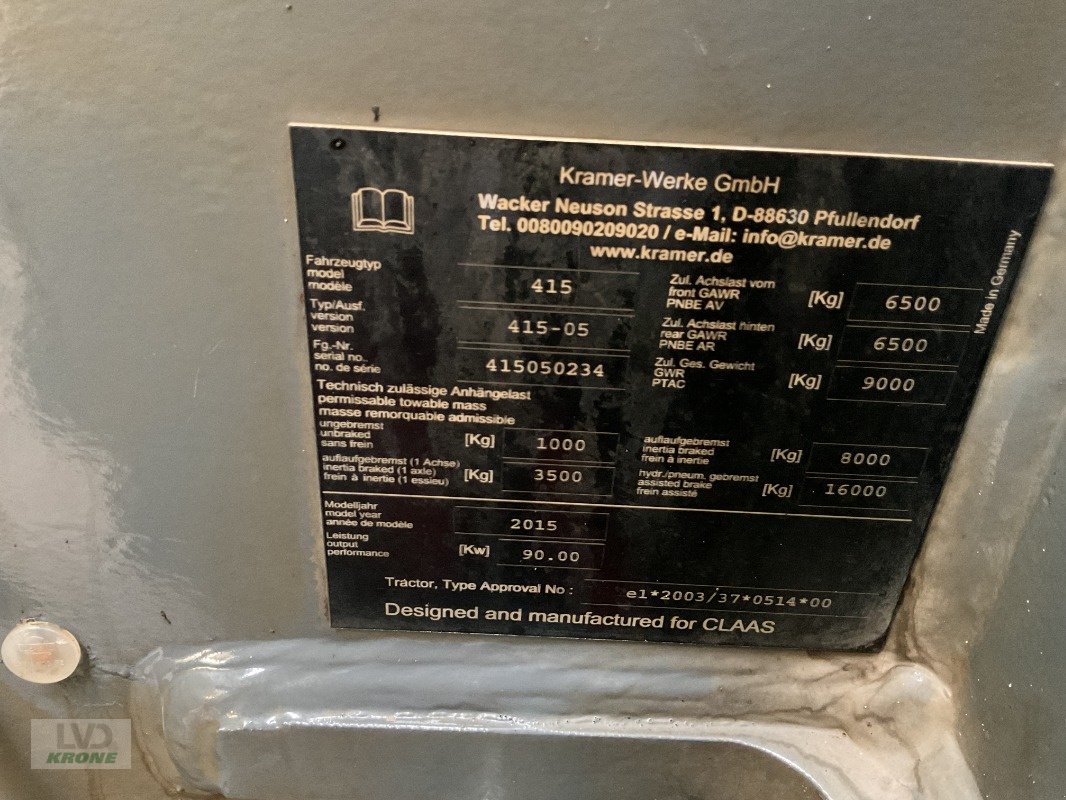 Kramer-Werke GmbH
Wacker Neuson Strasse 1, D-88630 Pfullendorf
Tel. 0080090209020 / e-Mail: info@kramer.de
www.kramer.de
Made in Germany
Fahrzeugtyp
model
modèle
415
Typ/Ausf.
version
version
415-05
Fg.-Nr.
serial no.
no. de série
415050234
Zul. Achslast vorn
front GAWR
PNBE AV
[Kg]
6500
Zul. Achslast hinten
rear GAWR
PNBE AR
[Kg]
6500
Zul. Ges. Gewicht
GWR
PTAC
[Kg]
9000
Technisch zulässige Anhängelast
permissable towable mass
masse remorquable admissible
ungebremst
unbraked
sans frein
[Kg]
1000
auflaufgebremst (1 Achse)
inertia braked (1 axle)
frein à inertie (1 essieu)
[Kg]
3500
auflaufgebremst
inertia braked
frein à inertie
[Kg]
8000
hydr./pneum. gebremst
assisted brake
frein assisté
[Kg]
16000
Modelljahr
model year
année de modèle
2015
Leistung
output
performance
[Kw]
90.00
Tractor, Type Approval No :
e1*2003/37*0514*00
Designed and manufactured for CLAAS
LVD
KRONE